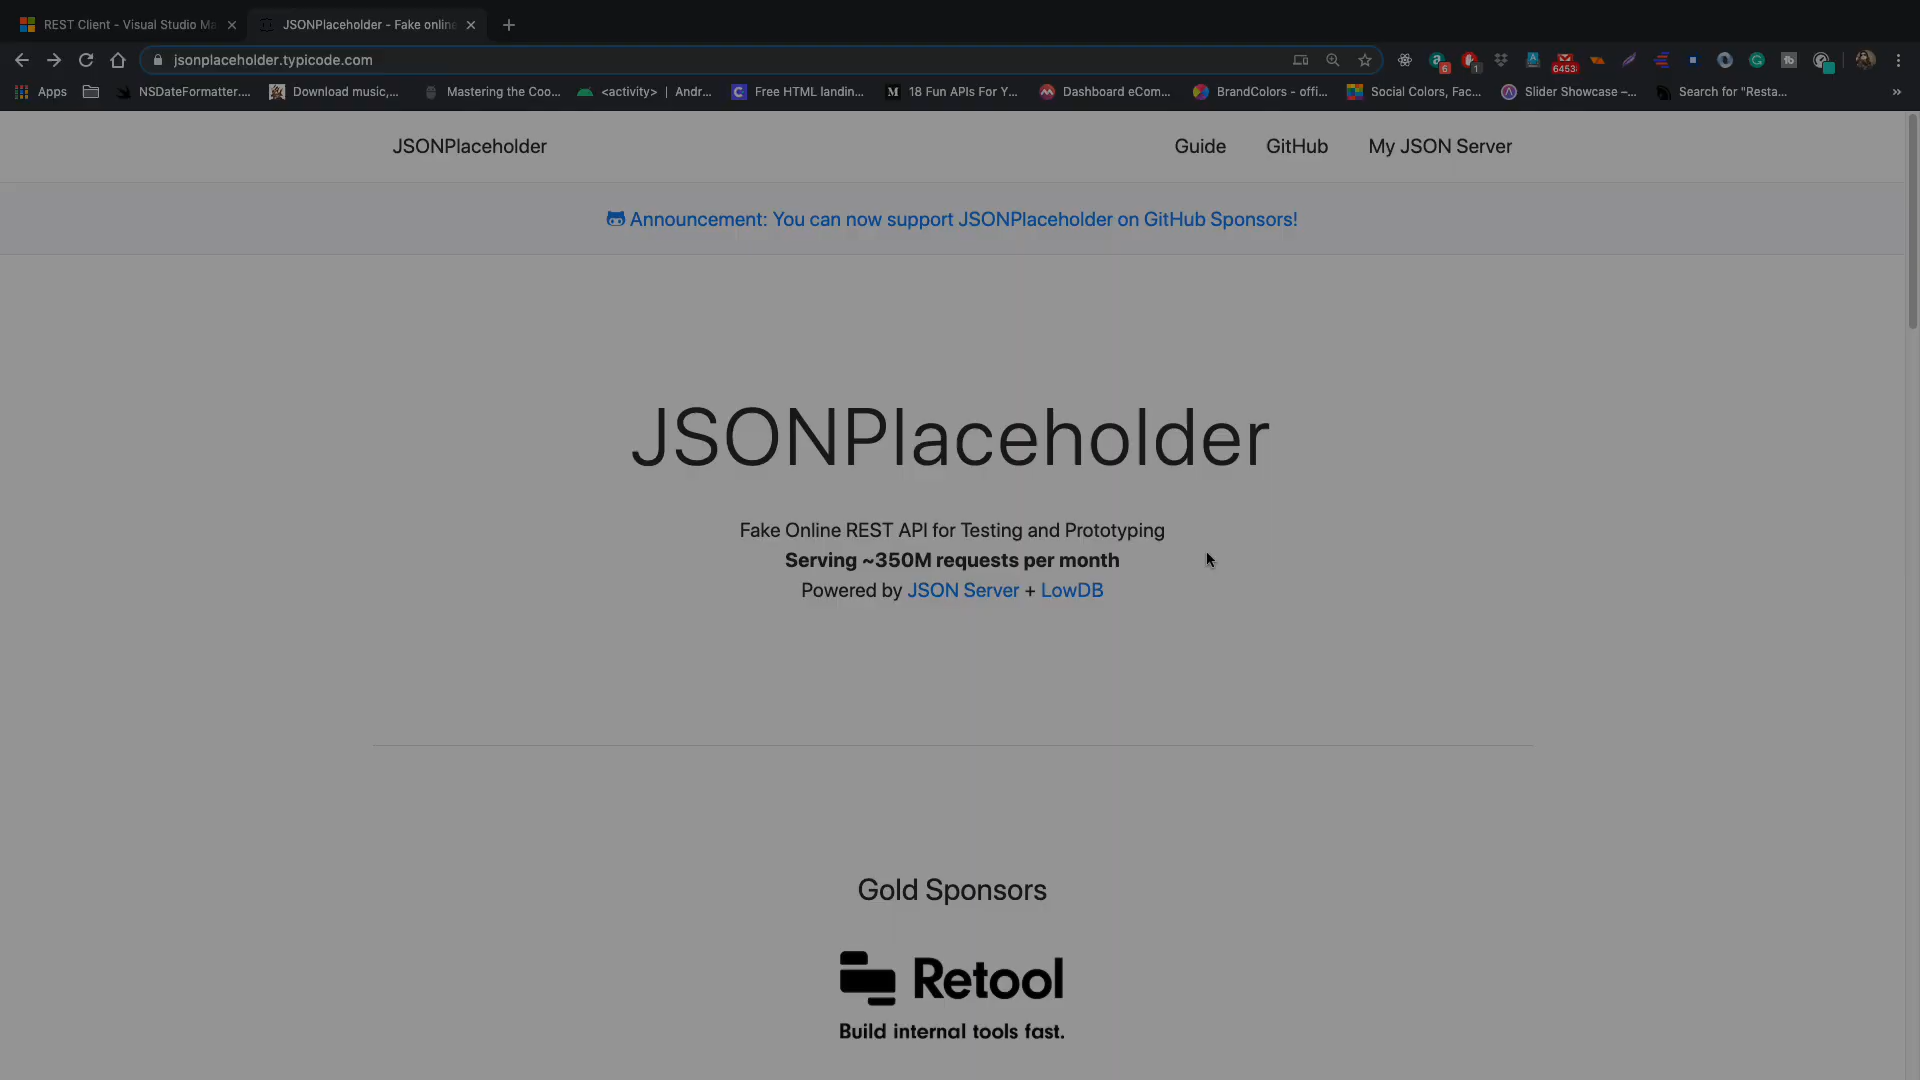 REST Client - Visual Studio Ma
JSONPlaceholder - Fake online
jsonplaceholder.typicode.com
6
1
6453
Apps
NSDateFormatter....
Download music,...
Mastering the Coo...
<activity> | Andr...
Free HTML landin...
18 Fun APIs For Y...
Dashboard eCom...
BrandColors - offi...
Social Colors, Fac...
Slider Showcase –...
Search for "Resta...
JSONPlaceholder
Guide
GitHub
My JSON Server
Announcement: You can now support JSONPlaceholder on GitHub Sponsors!
JSONPlaceholder
Fake Online REST API for Testing and Prototyping
Serving ~350M requests per month
Powered by JSON Server + LowDB
Gold Sponsors
Retool
Build internal tools fast.